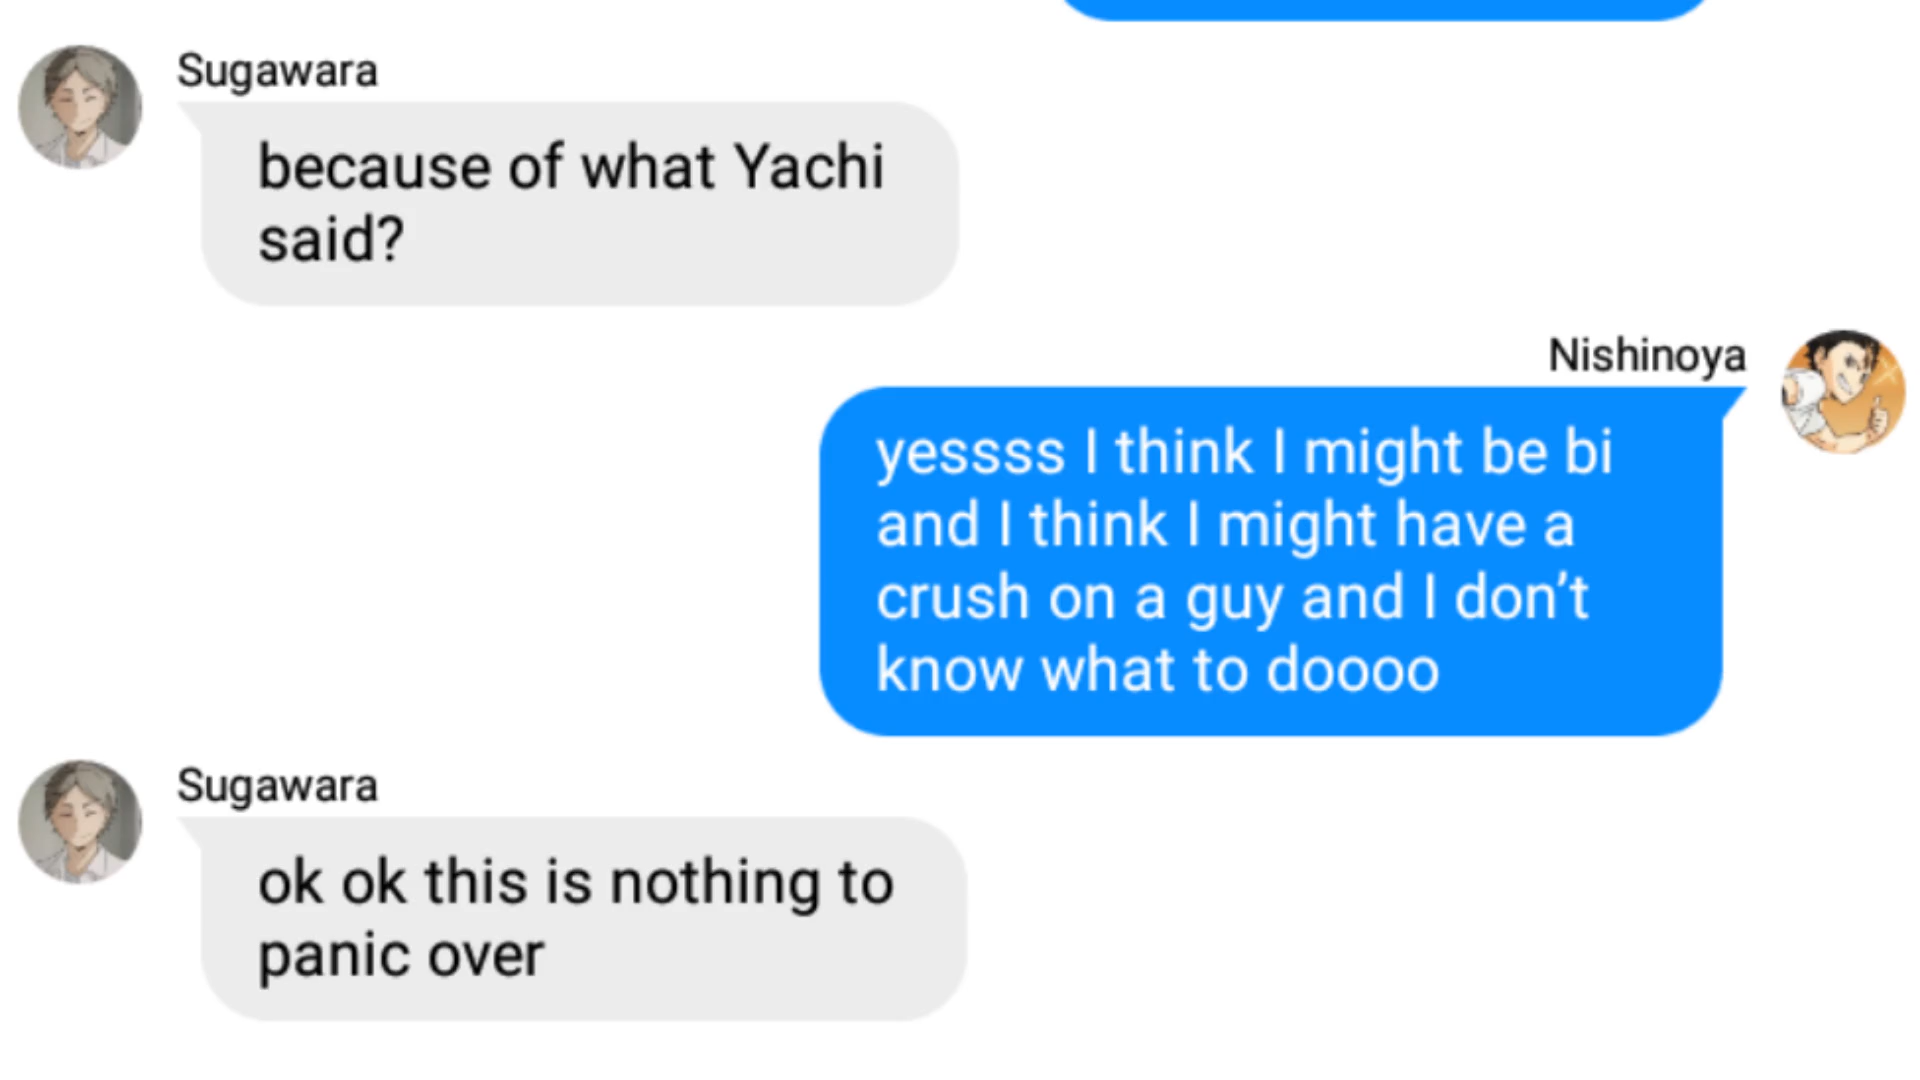 Sugawara
because of what Yachi
said?
Nishinoya
yessss I think I might be bi
and I think I might have a
crush on a guy and I don’t
know what to doooo
Sugawara
ok ok this is nothing to
panic over